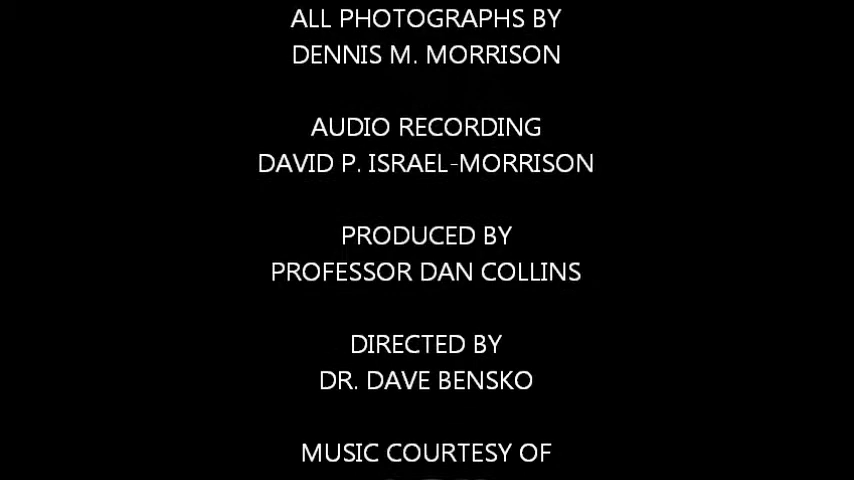 ALL PHOTOGRAPHS BY
DENNIS M. MORRISON
AUDIO RECORDING
DAVID P. ISRAEL-MORRISON
PRODUCED BY
PROFESSOR DAN COLLINS
DIRECTED BY
DR. DAVE BENSKO
MUSIC COURTESY OF